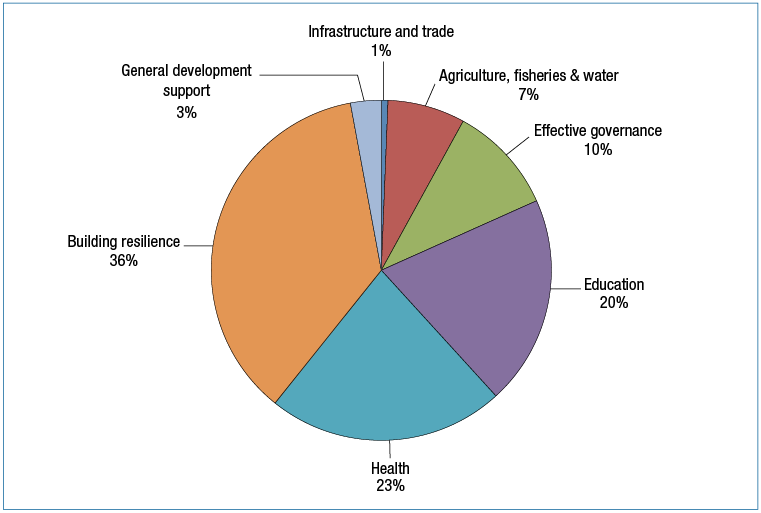 Infrastructure and trade
1%
Agriculture, fisheries & water
7%
Effective governance
10%
Education
20%
Health
23%
Building resilience
36%
General development
support
3%